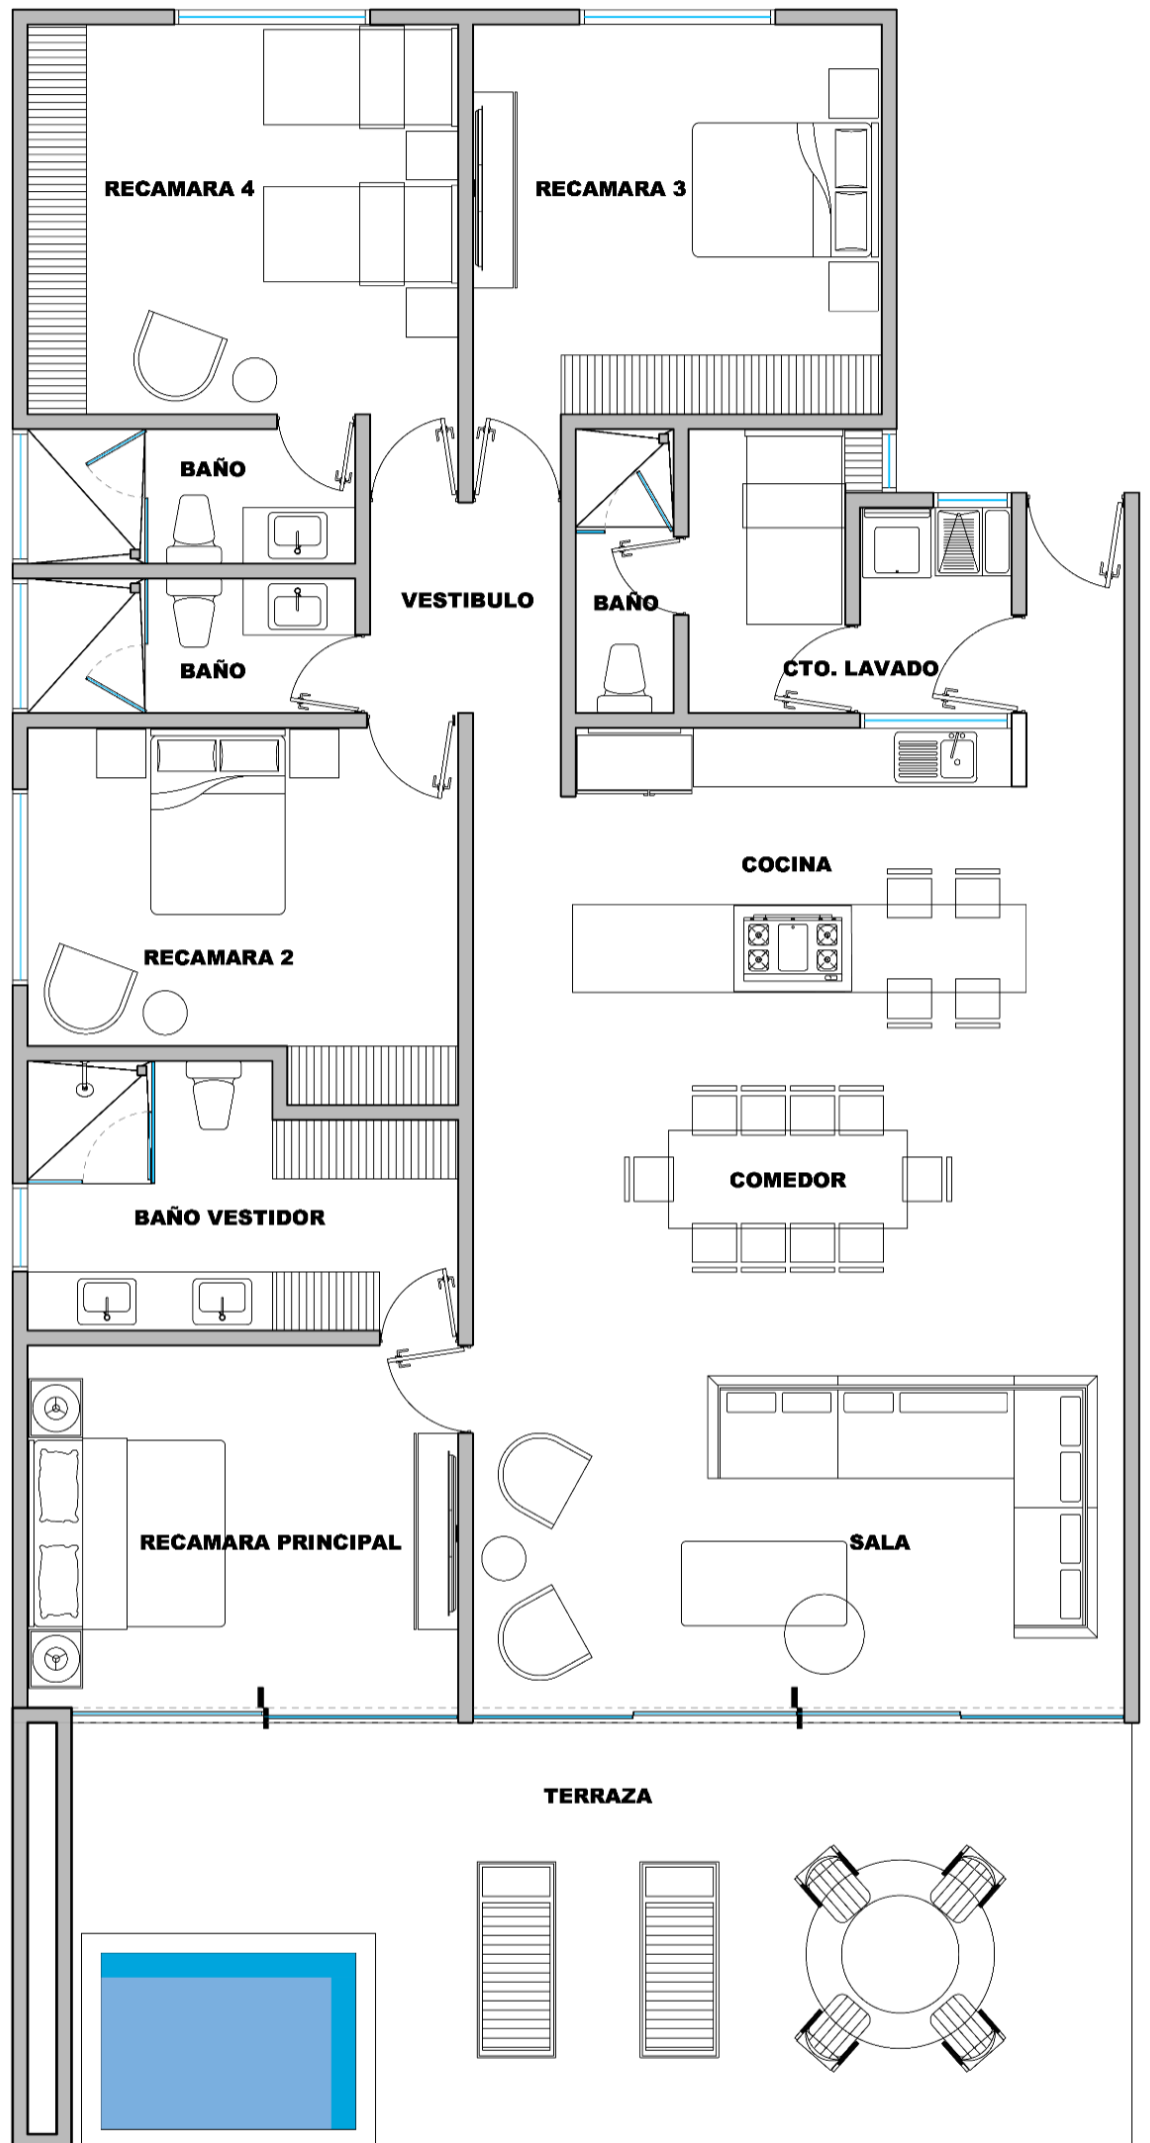 RECAMARA 4
RECAMARA 3
BAÑO
VESTIBULO
BAÑO
BAÑO
CTO. LAVADO
COCINA
RECAMARA 2
COMEDOR
BAÑO VESTIDOR
RECAMARA PRINCIPAL
SALA
TERRAZA